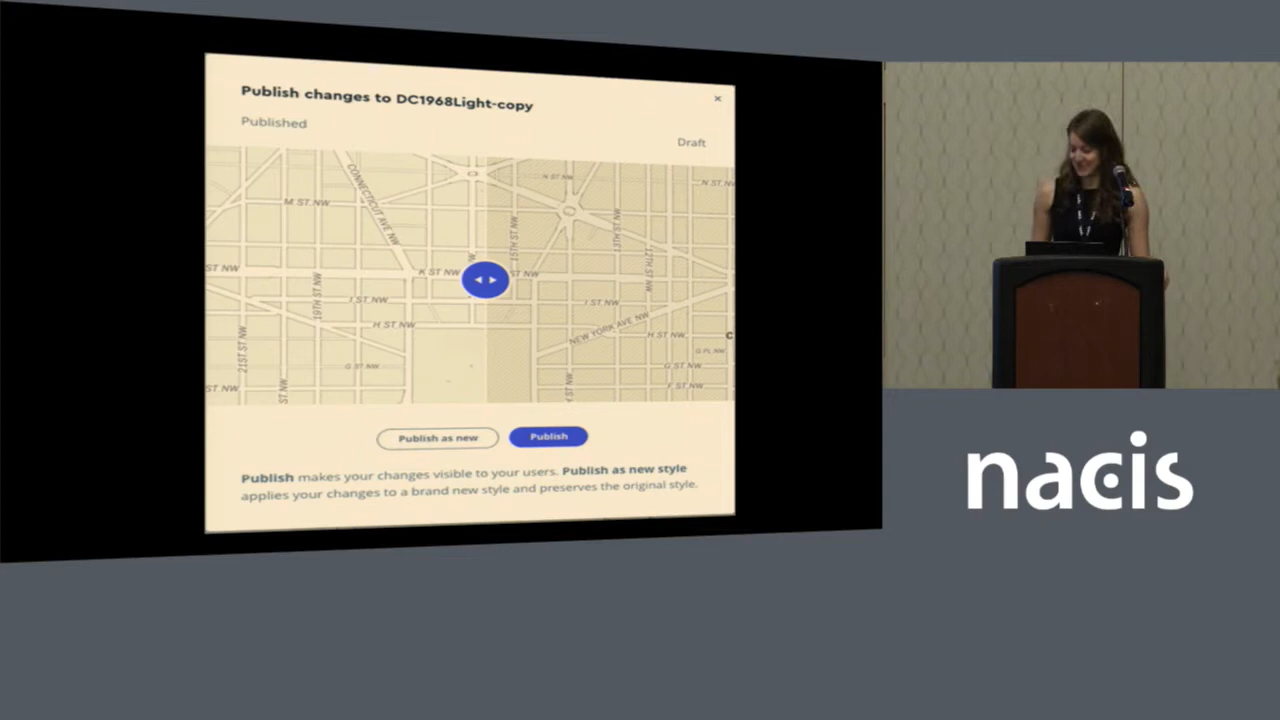 Publish changes to DC1968Light-copy
×
Published
Draft
CONNECTICUT AVE NW
N ST NW
N ST NW
M ST NW
15TH ST NW
13TH ST NW
12TH ST NW
ST NW
K ST NW
ST NW
19TH ST NW
I ST NW
I ST NW
H ST NW
NEW YORK AVE NW
H ST NW
21ST ST NW
G PL NW
G ST NW
G ST NW
ST NW
ST NW
F ST NW
Publish as new
Publish
Publish makes your changes visible to your users. Publish as new style
applies your changes to a brand new style and preserves the original style.
nacis